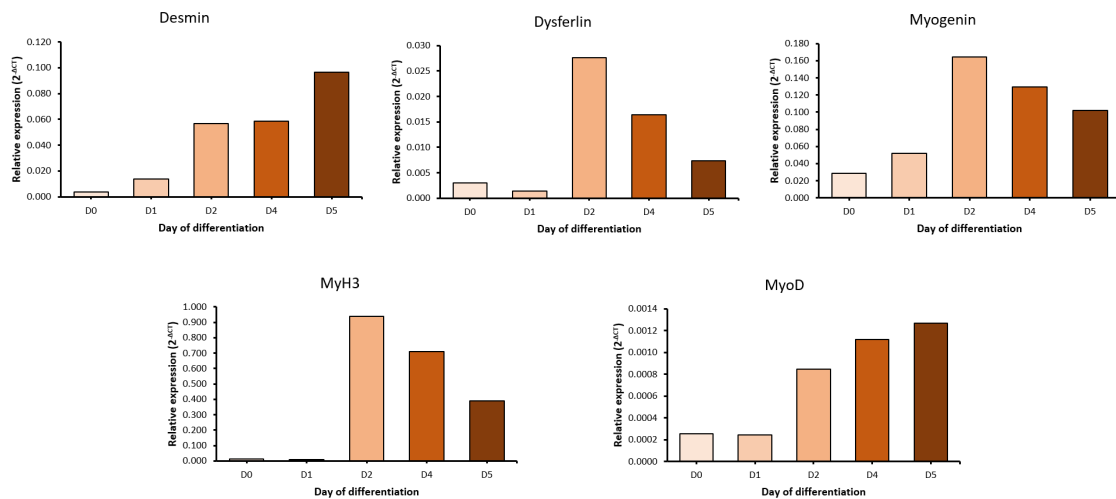 Desmin
Relative expression (2-ΔCT)
0.120
0.100
0.080
0.060
0.040
0.020
0.000
D0 D1 D2 D4 D5
Day of differentiation
Dysferlin
Relative expression (2-ΔCT)
0.030
0.025
0.020
0.015
0.010
0.005
0.000
D0 D1 D2 D4 D5
Day of differentiation
Myogenin
Relative expression (2-ΔCT)
0.180
0.160
0.140
0.120
0.100
0.080
0.060
0.040
0.020
0.000
D0 D1 D2 D4 D5
Day of differentiation
MyH3
Relative expression (2-ΔCT)
1.000
0.900
0.800
0.700
0.600
0.500
0.400
0.300
0.200
0.100
0.000
D0 D1 D2 D4 D5
Day of differentiation
MyoD
Relative expression (2-ΔCT)
0.0014
0.0012
0.0010
0.0008
0.0006
0.0004
0.0002
0.0000
D0 D1 D2 D4 D5
Day of differentiation